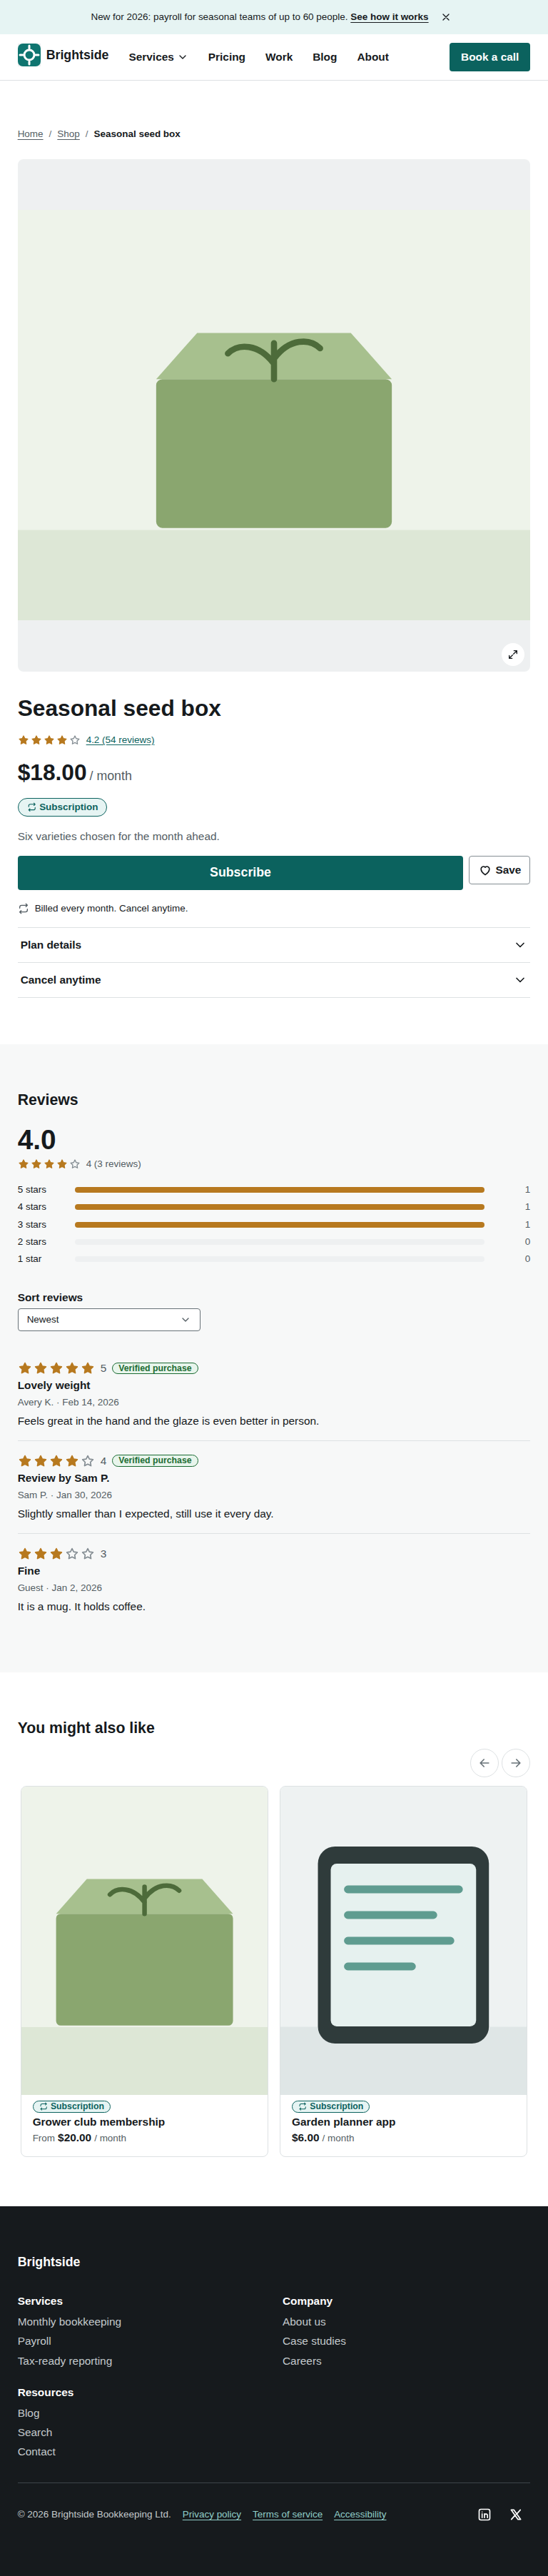 New for 2026: payroll for seasonal teams of up to 60 people. See how it works
Brightside
Services
Pricing
Work
Blog
About
Book a call
Home / Shop / Seasonal seed box
Seasonal seed box
4.2 (54 reviews)
$18.00 / month
Subscription
Six varieties chosen for the month ahead.
Subscribe
Save
Billed every month. Cancel anytime.
Plan details
Cancel anytime
Reviews
4.0
4 (3 reviews)
5 stars 1
4 stars 1
3 stars 1
2 stars 0
1 star 0
Sort reviews
Newest
5 Verified purchase
Lovely weight
Avery K. · Feb 14, 2026
Feels great in the hand and the glaze is even better in person.
4 Verified purchase
Review by Sam P.
Sam P. · Jan 30, 2026
Slightly smaller than I expected, still use it every day.
3
Fine
Guest · Jan 2, 2026
It is a mug. It holds coffee.
You might also like
Subscription
Grower club membership
From $20.00 / month
Subscription
Garden planner app
$6.00 / month
Brightside
Services
Monthly bookkeeping
Payroll
Tax-ready reporting
Company
About us
Case studies
Careers
Resources
Blog
Search
Contact
© 2026 Brightside Bookkeeping Ltd. Privacy policy Terms of service Accessibility